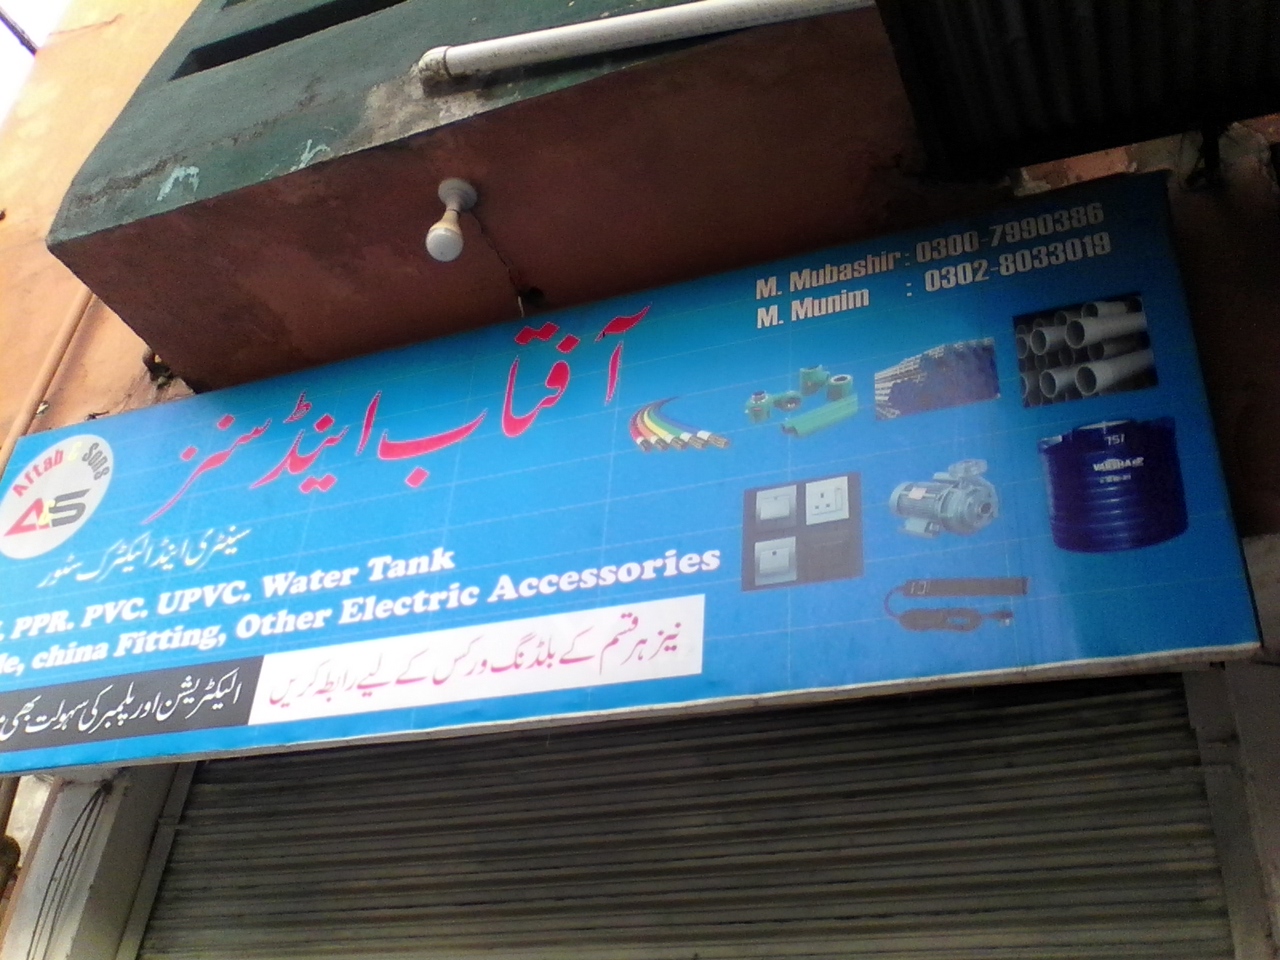 M. Mubashir : 0300-7990386
M. Munim : 0302-8033019
آفتاب اینڈ سنز
Aftab & Sons
A&S
سینٹری اینڈ الیکٹرک سٹور
PPR. PVC. UPVC. Water Tank
china Fitting, Other Electric Accessories
نیز ہر قسم کے بلڈنگ ورکس کے لیے رابطہ کریں
الیکٹریشن اور پلمبر کی سہولت بھی